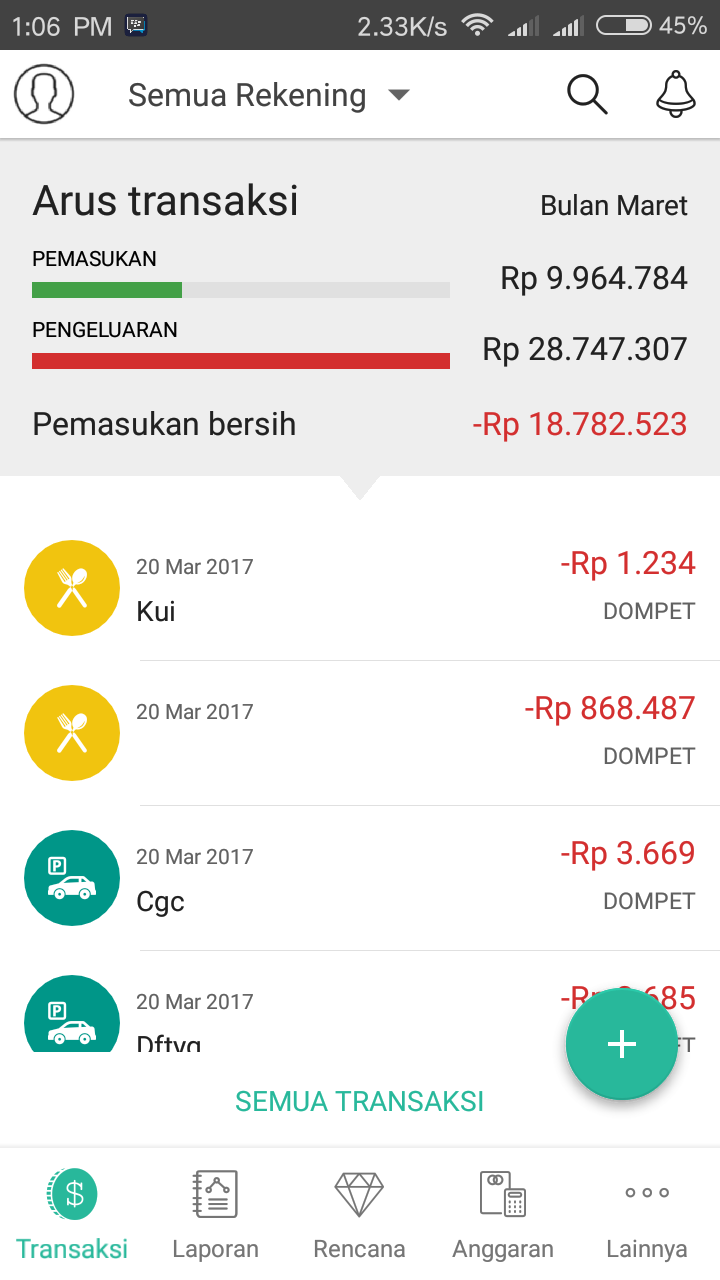 1:06 PM 2.33K/s 45%
Semua Rekening
Arus transaksi Bulan Maret
PEMASUKAN
Rp 9.964.784
PENGELUARAN
Rp 28.747.307
Pemasukan bersih -Rp 18.782.523
20 Mar 2017 -Rp 1.234
Kui DOMPET
20 Mar 2017 -Rp 868.487
DOMPET
P
20 Mar 2017 -Rp 3.669
Cgc DOMPET
P
20 Mar 2017
+
SEMUA TRANSAKSI
$
Transaksi Laporan Rencana Anggaran Lainnya